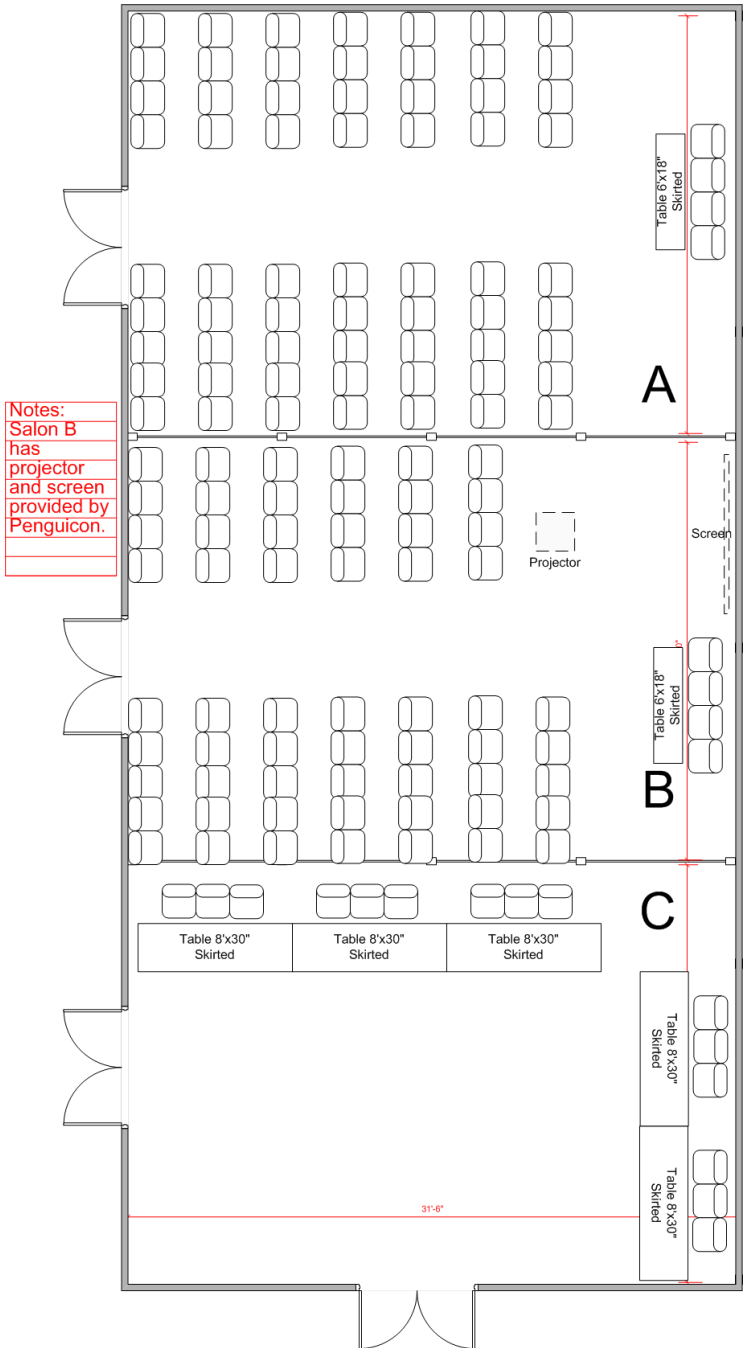 Table 6'x18"
Skirted
A
Notes:
Salon B
has
projector
and screen
provided by
Penguicon.
Screen
Projector
Table 6'x18"
Skirted
B
C
Table 8'x30"
Skirted
Table 8'x30"
Skirted
Table 8'x30"
Skirted
Table 8'x30"
Skirted
Table 8'x30"
Skirted
31'-6"